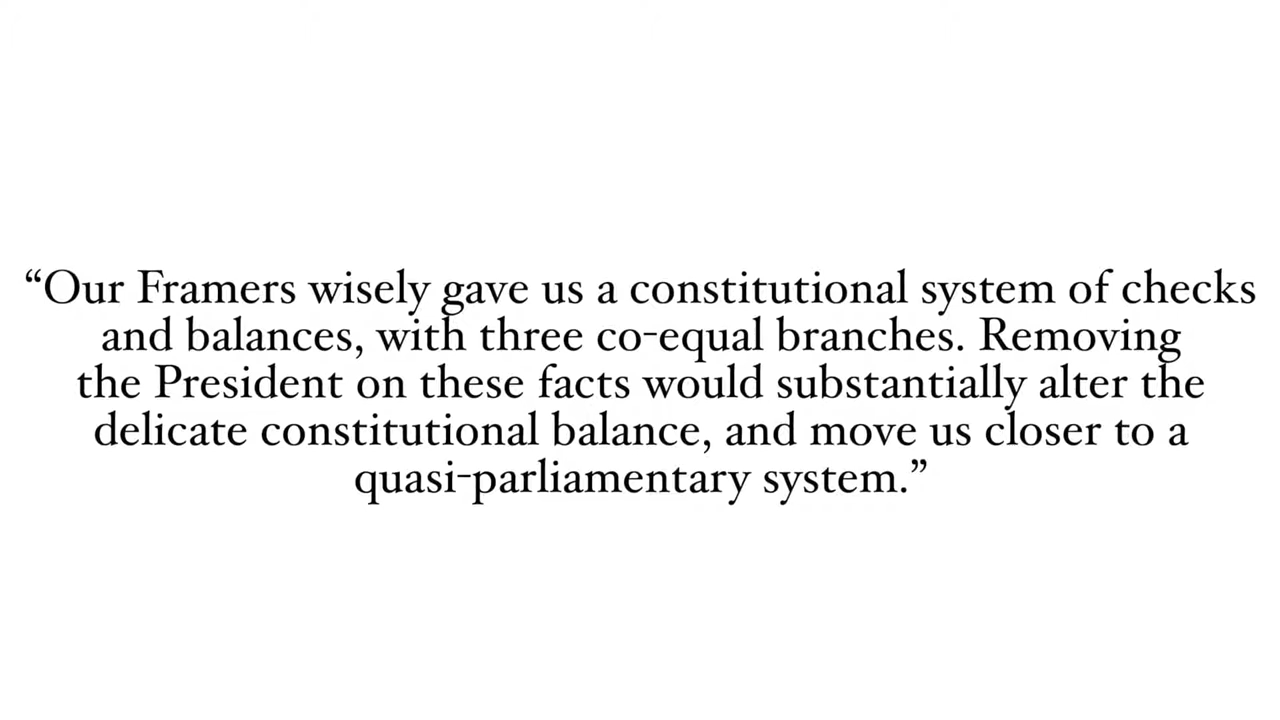 “Our Framers wisely gave us a constitutional system of checks
and balances, with three co-equal branches. Removing
the President on these facts would substantially alter the
delicate constitutional balance, and move us closer to a
quasi-parliamentary system.”